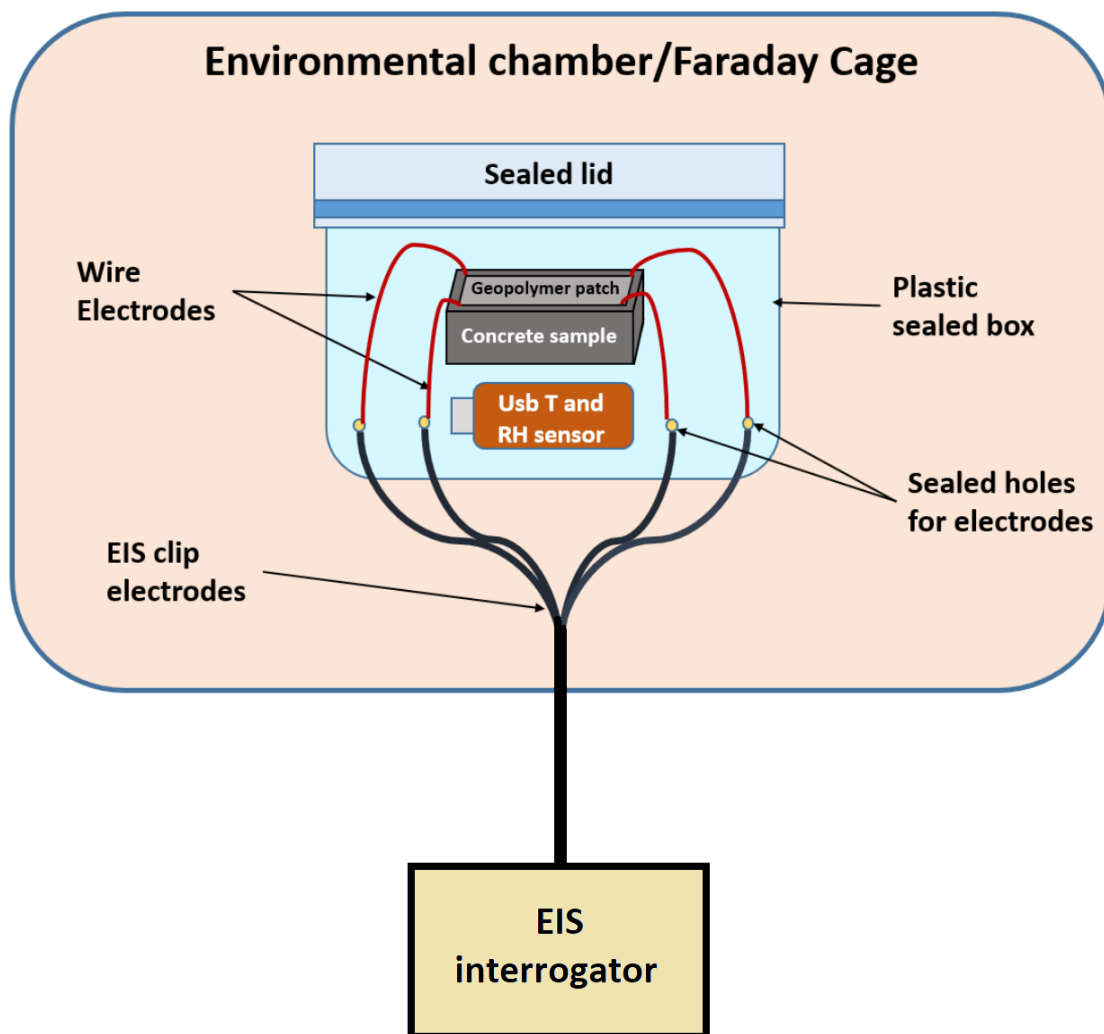 Environmental chamber/Faraday Cage
Sealed lid
Wire
Electrodes
Geopolymer patch
Concrete sample
Plastic
sealed box
Usb T and
RH sensor
Sealed holes
for electrodes
EIS clip
electrodes
EIS
interrogator